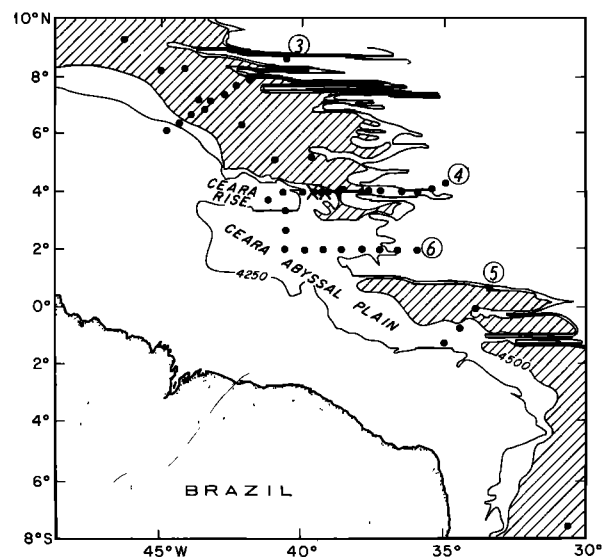 10°N
8°
6°
4°
2°
0°
2°
4°
6°
8°S
③
④
⑥
⑤
CEARA
RISE
CEARA ABYSSAL PLAIN
4250
4500
BRAZIL
45°W 40° 35° 30°